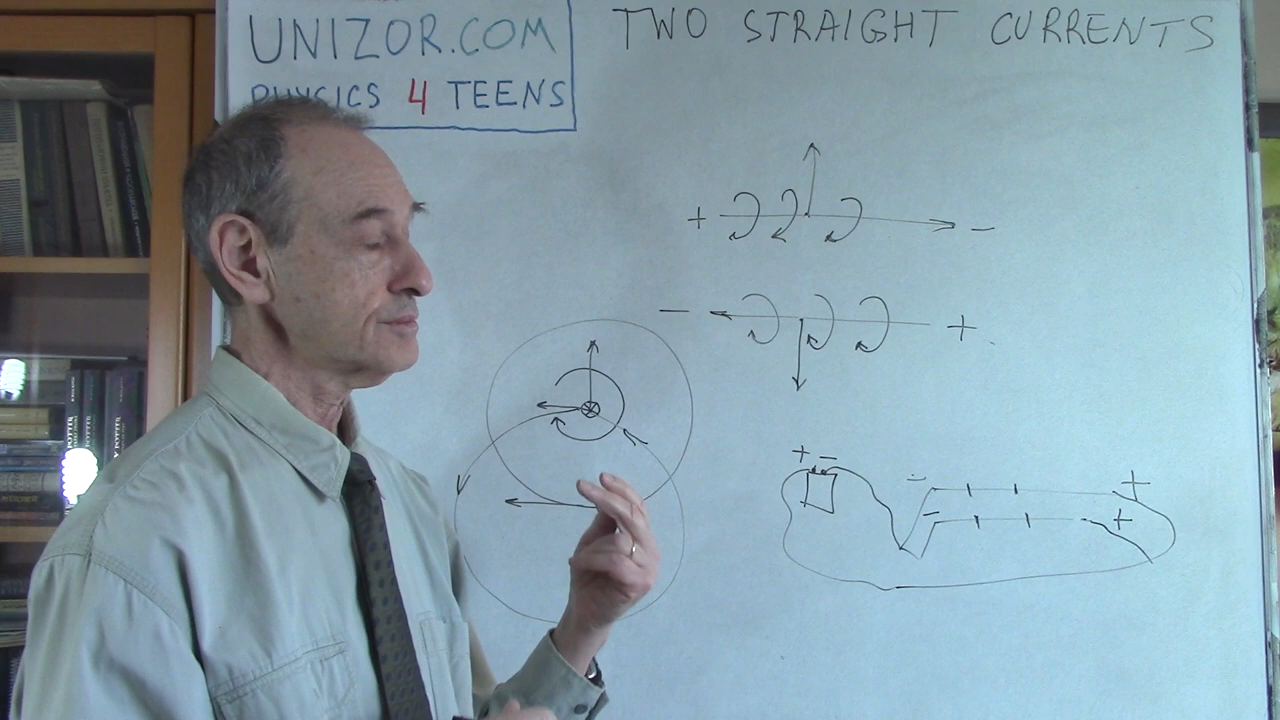 UNIZOR.COM
PHYSICS 4 TEENS
TWO STRAIGHT CURRENTS
+ −
− +
+ −
− +
− +